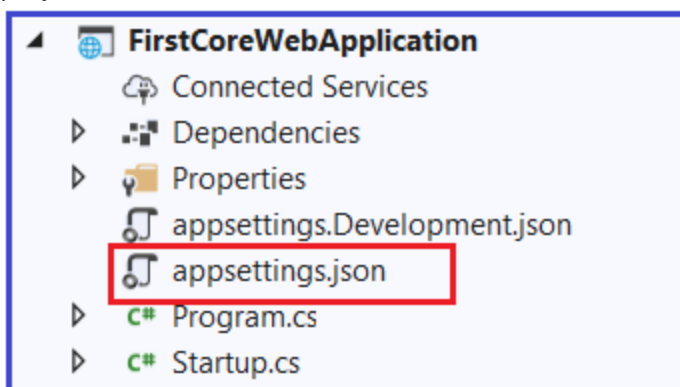 FirstCoreWebApplication
Connected Services
Dependencies
Properties
appsettings.Development.json
appsettings.json
C# Program.cs
C# Startup.cs